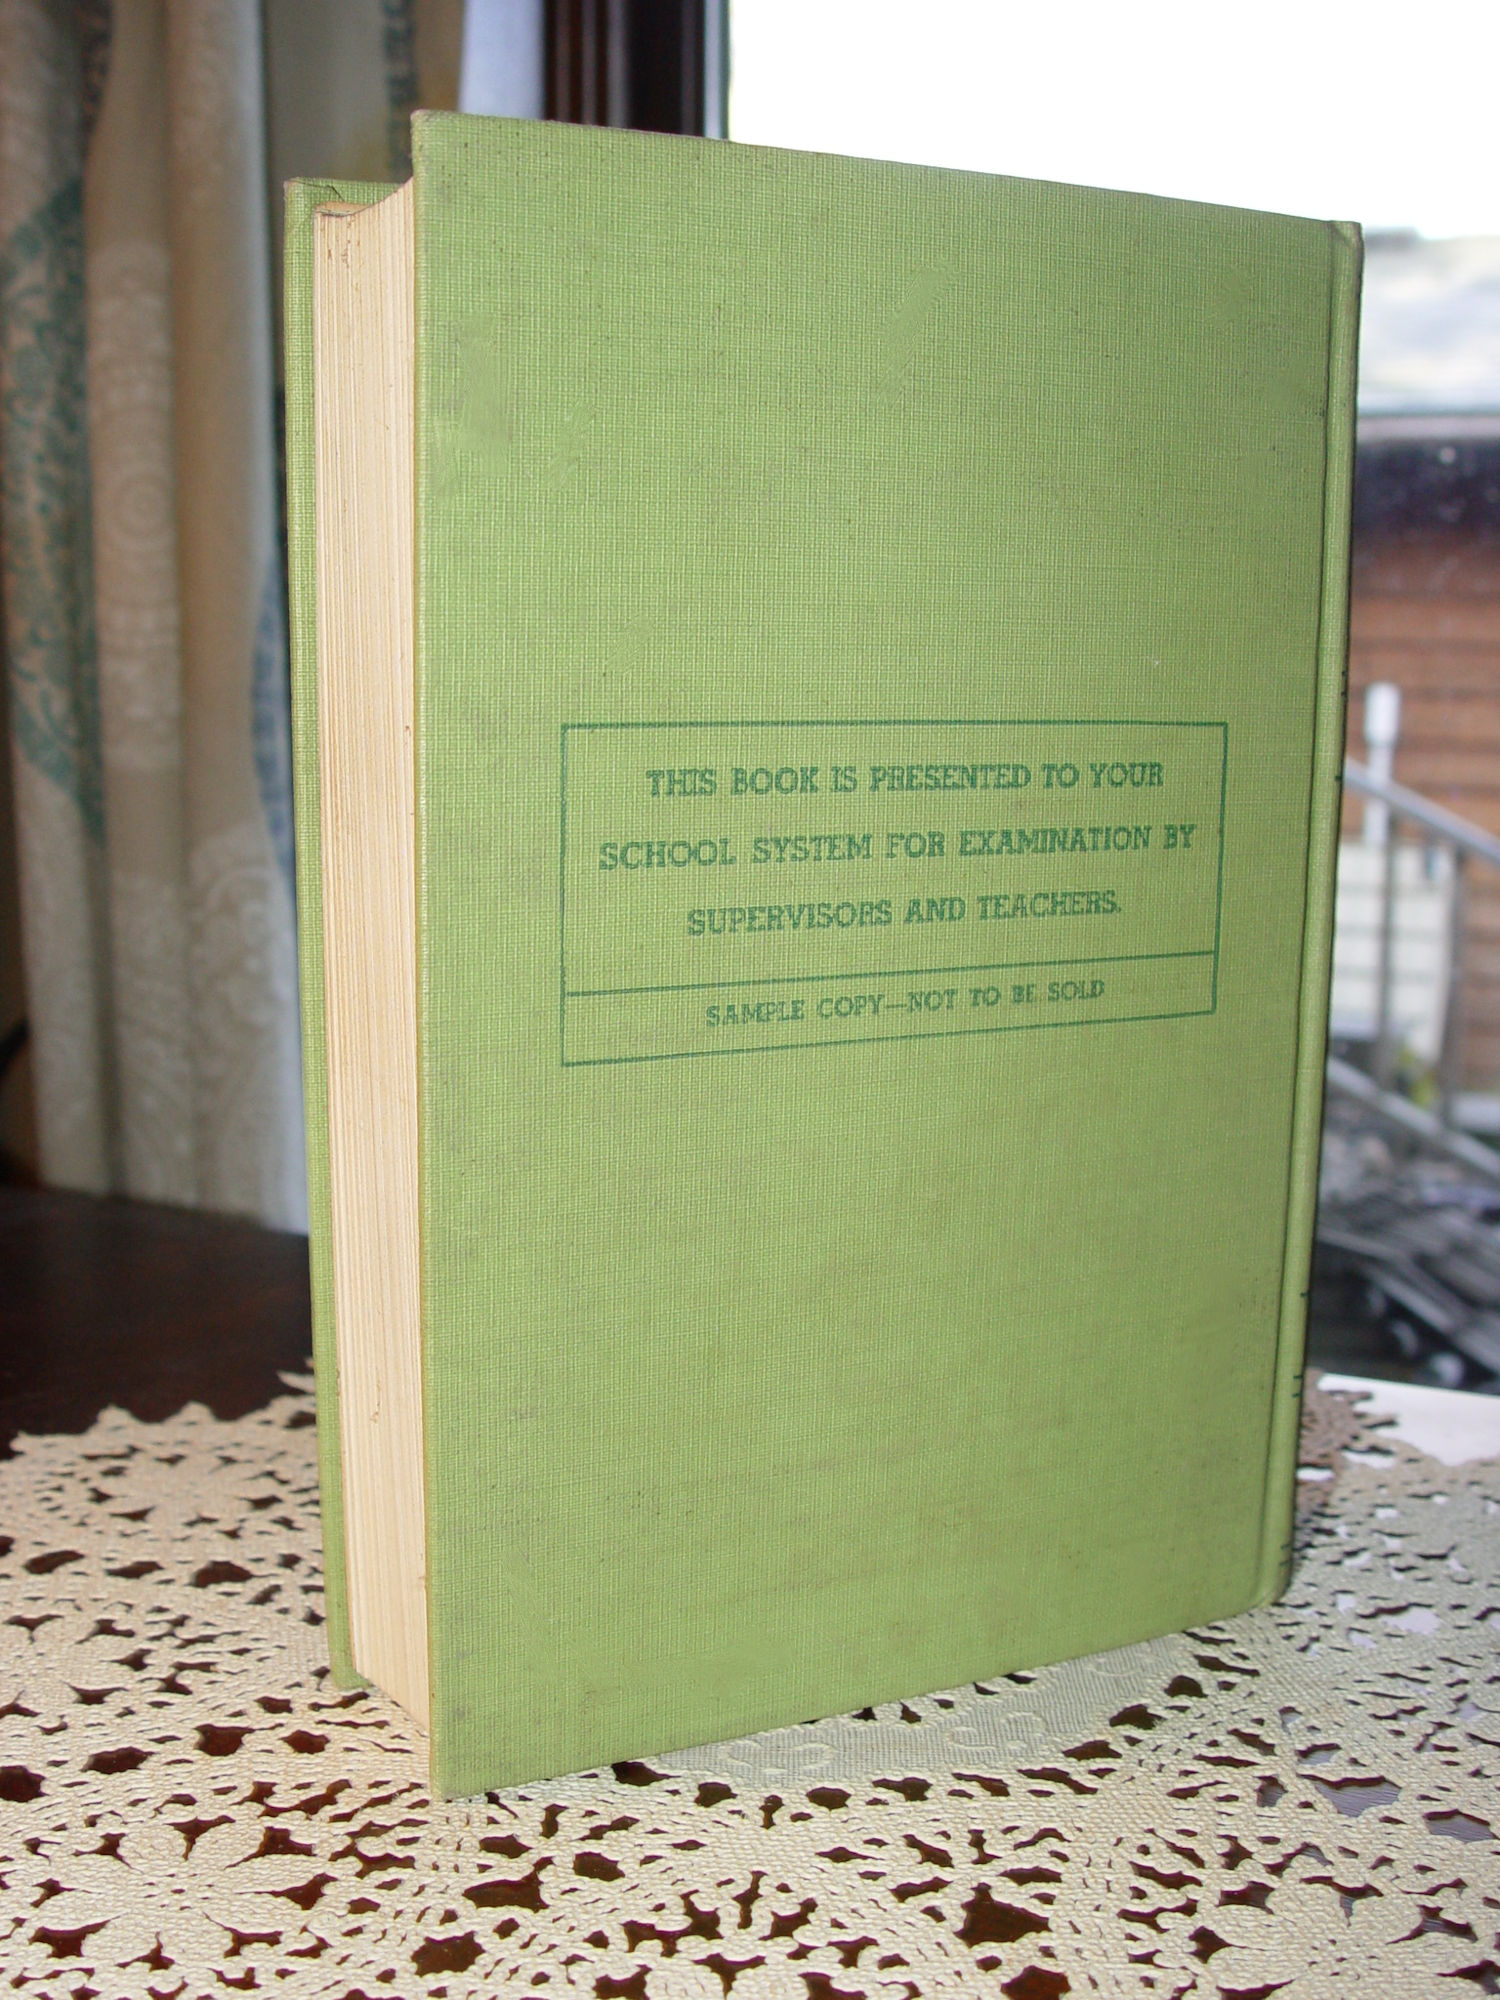 THIS BOOK IS PRESENTED TO YOUR
SCHOOL SYSTEM FOR EXAMINATION BY
SUPERVISORS AND TEACHERS.
SAMPLE COPY—NOT TO BE SOLD